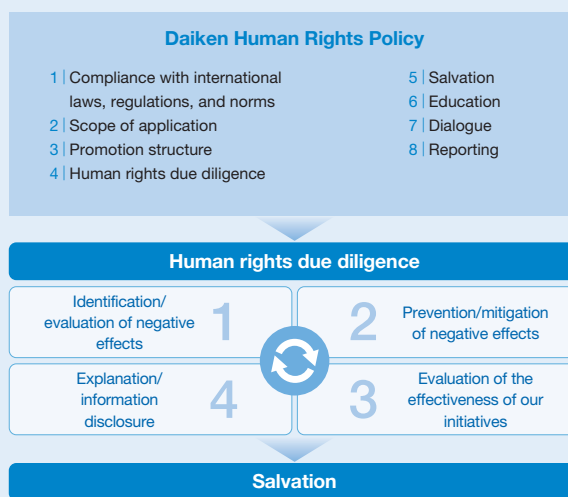 Daiken Human Rights Policy
1 | Compliance with international
laws, regulations, and norms
2 | Scope of application
3 | Promotion structure
4 | Human rights due diligence
5 | Salvation
6 | Education
7 | Dialogue
8 | Reporting
Human rights due diligence
Identification/
evaluation of negative
effects
1
2
Prevention/mitigation
of negative effects
Explanation/
information
disclosure
4
3
Evaluation of the
effectiveness of our
initiatives
Salvation